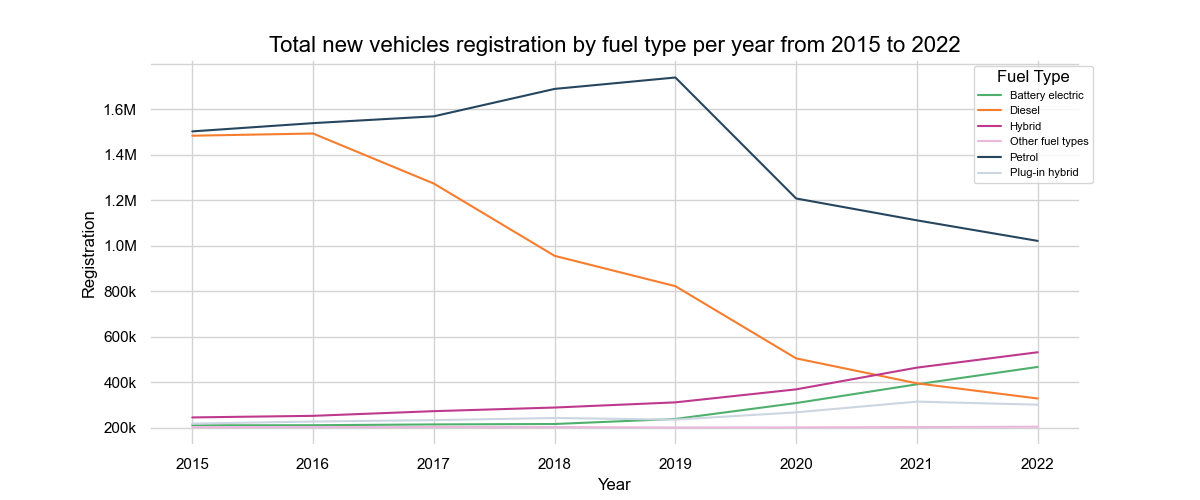 Total new vehicles registration by fuel type per year from 2015 to 2022
Fuel Type
Battery electric
Diesel
Hybrid
Other fuel types
Petrol
Plug-in hybrid
Registration
1.6M
1.4M
1.2M
1.0M
800k
600k
400k
200k
2015 2016 2017 2018 2019 2020 2021 2022
Year